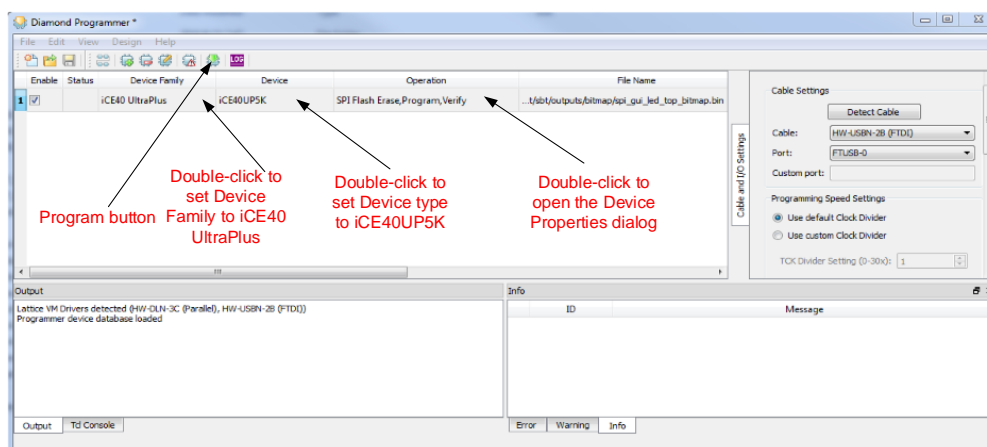 Diamond Programmer *
File Edit View Design Help
LOG
Enable Status Device Family Device Operation File Name
1 iCE40 UltraPlus iCE40UP5K SPI Flash Erase,Program,Verify ...t/sbt/outputs/bitmap/spi_gui_led_top_bitmap.bin
Program button
Double-click to
set Device
Family to iCE40
UltraPlus
Double-click to
set Device type
to iCE40UP5K
Double-click to
open the Device
Properties dialog
Cable and I/O Settings
Cable Settings
Detect Cable
Cable: HW-USBN-2B (FTDI)
Port: FTUSB-0
Custom port:
Programming Speed Settings
Use default Clock Divider
Use custom Clock Divider
TCK Divider Setting (0-30x): 1
Output
Lattice VM Drivers detected (HW-DLN-3C (Parallel), HW-USBN-2B (FTDI))
Programmer device database loaded
Output Tcl Console
Info
ID Message
Error Warning Info